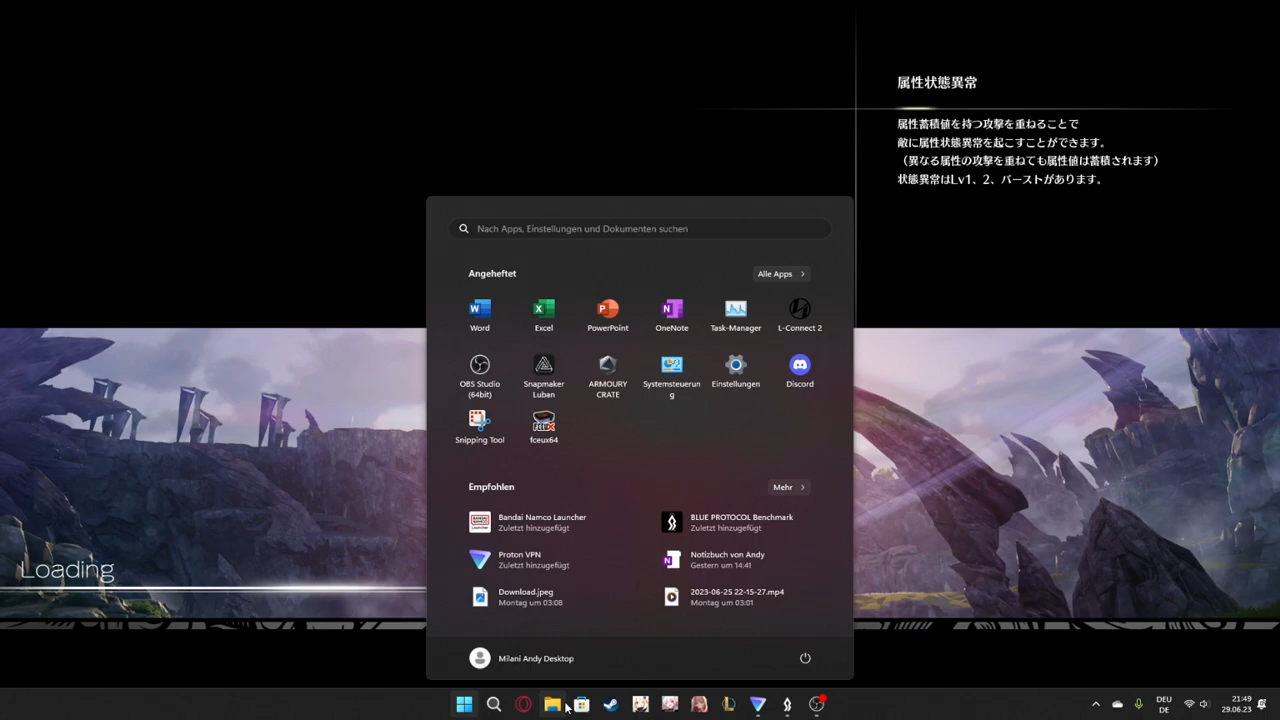 属性状態異常
属性蓄積値を持つ攻撃を重ねることで
敵に属性状態異常を起こすことができます。
（異なる属性の攻撃を重ねても属性値は蓄積されます）
状態異常はLv1、2、バーストがあります。
Nach Apps, Einstellungen und Dokumenten suchen
Angeheftet
Alle Apps
Word
Excel
PowerPoint
OneNote
Task-Manager
L-Connect 2
OBS Studio
(64bit)
Snapmaker
Luban
ARMOURY
CRATE
Systemsteuerun
g
Einstellungen
Discord
Snipping Tool
fceux64
Empfohlen
Mehr
Bandai Namco Launcher
Zuletzt hinzugefügt
BLUE PROTOCOL Benchmark
Zuletzt hinzugefügt
Proton VPN
Zuletzt hinzugefügt
Notizbuch von Andy
Gestern um 14:41
Download.jpeg
Montag um 03:08
2023-06-25 22-15-27.mp4
Montag um 03:01
Loading
Milani Andy Desktop
DEU
DE
21:49
29.06.23